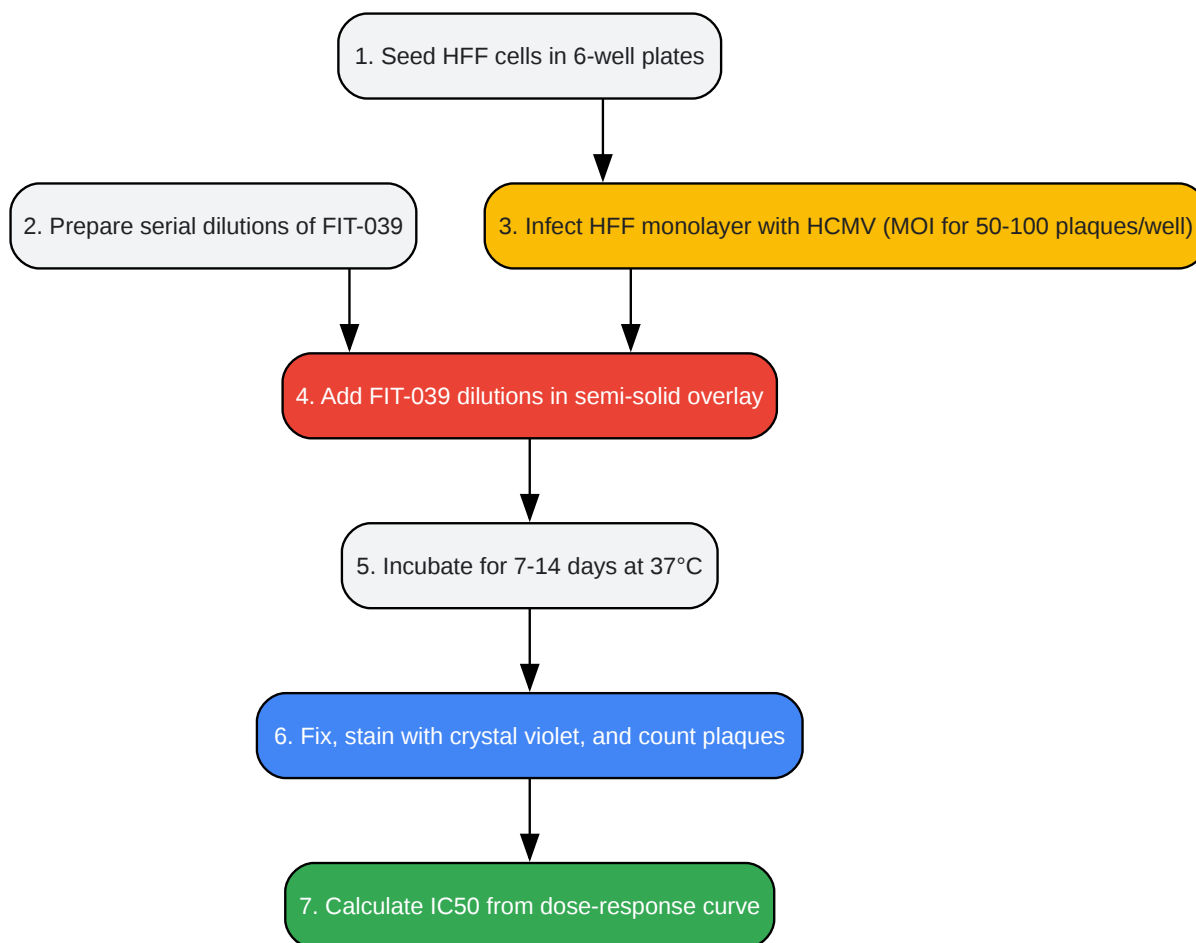 1. Seed HFF cells in 6-well plates
2. Prepare serial dilutions of FIT-039
3. Infect HFF monolayer with HCMV (MOI for 50-100 plaques/well)
4. Add FIT-039 dilutions in semi-solid overlay
5. Incubate for 7-14 days at 37°C
6. Fix, stain with crystal violet, and count plaques
7. Calculate IC50 from dose-response curve